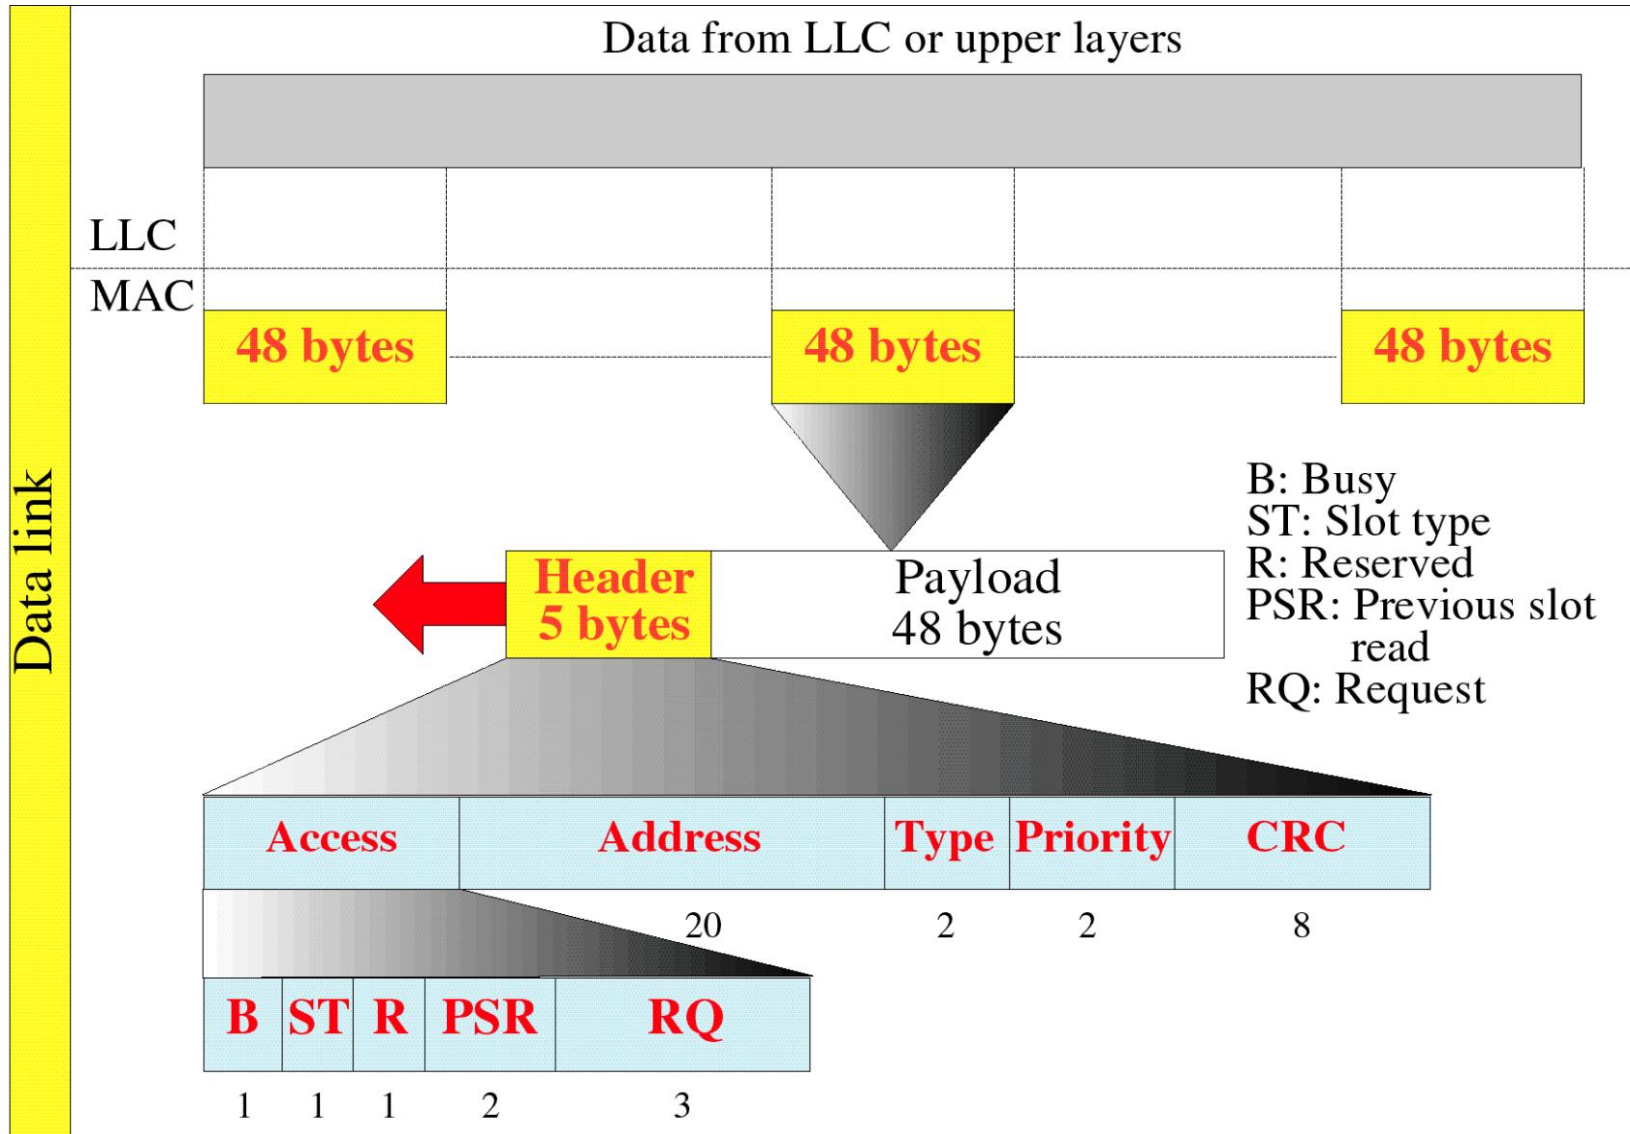 Data from LLC or upper layers
LLC
MAC
48 bytes
48 bytes
48 bytes
Data link
B: Busy
ST: Slot type
R: Reserved
PSR: Previous slot
read
RQ: Request
Header
5 bytes
Payload
48 bytes
Access
Address
Type
Priority
CRC
20
2
2
8
B
ST
R
PSR
RQ
1
1
1
2
3